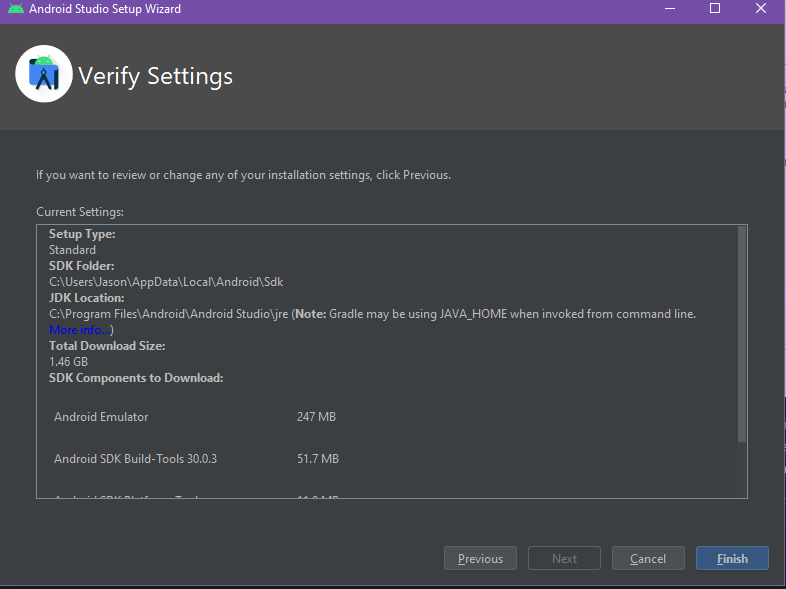 Android Studio Setup Wizard
Verify Settings
If you want to review or change any of your installation settings, click Previous.
Current Settings:
Setup Type:
Standard
SDK Folder:
C:\Users\Jason\AppData\Local\Android\Sdk
JDK Location:
C:\Program Files\Android\Android Studio\jre (Note: Gradle may be using JAVA_HOME when invoked from command line.
More info...)
Total Download Size:
1.46 GB
SDK Components to Download:
Android Emulator 247 MB
Android SDK Build-Tools 30.0.3 51.7 MB
Android SDK
Previous Next Cancel Finish